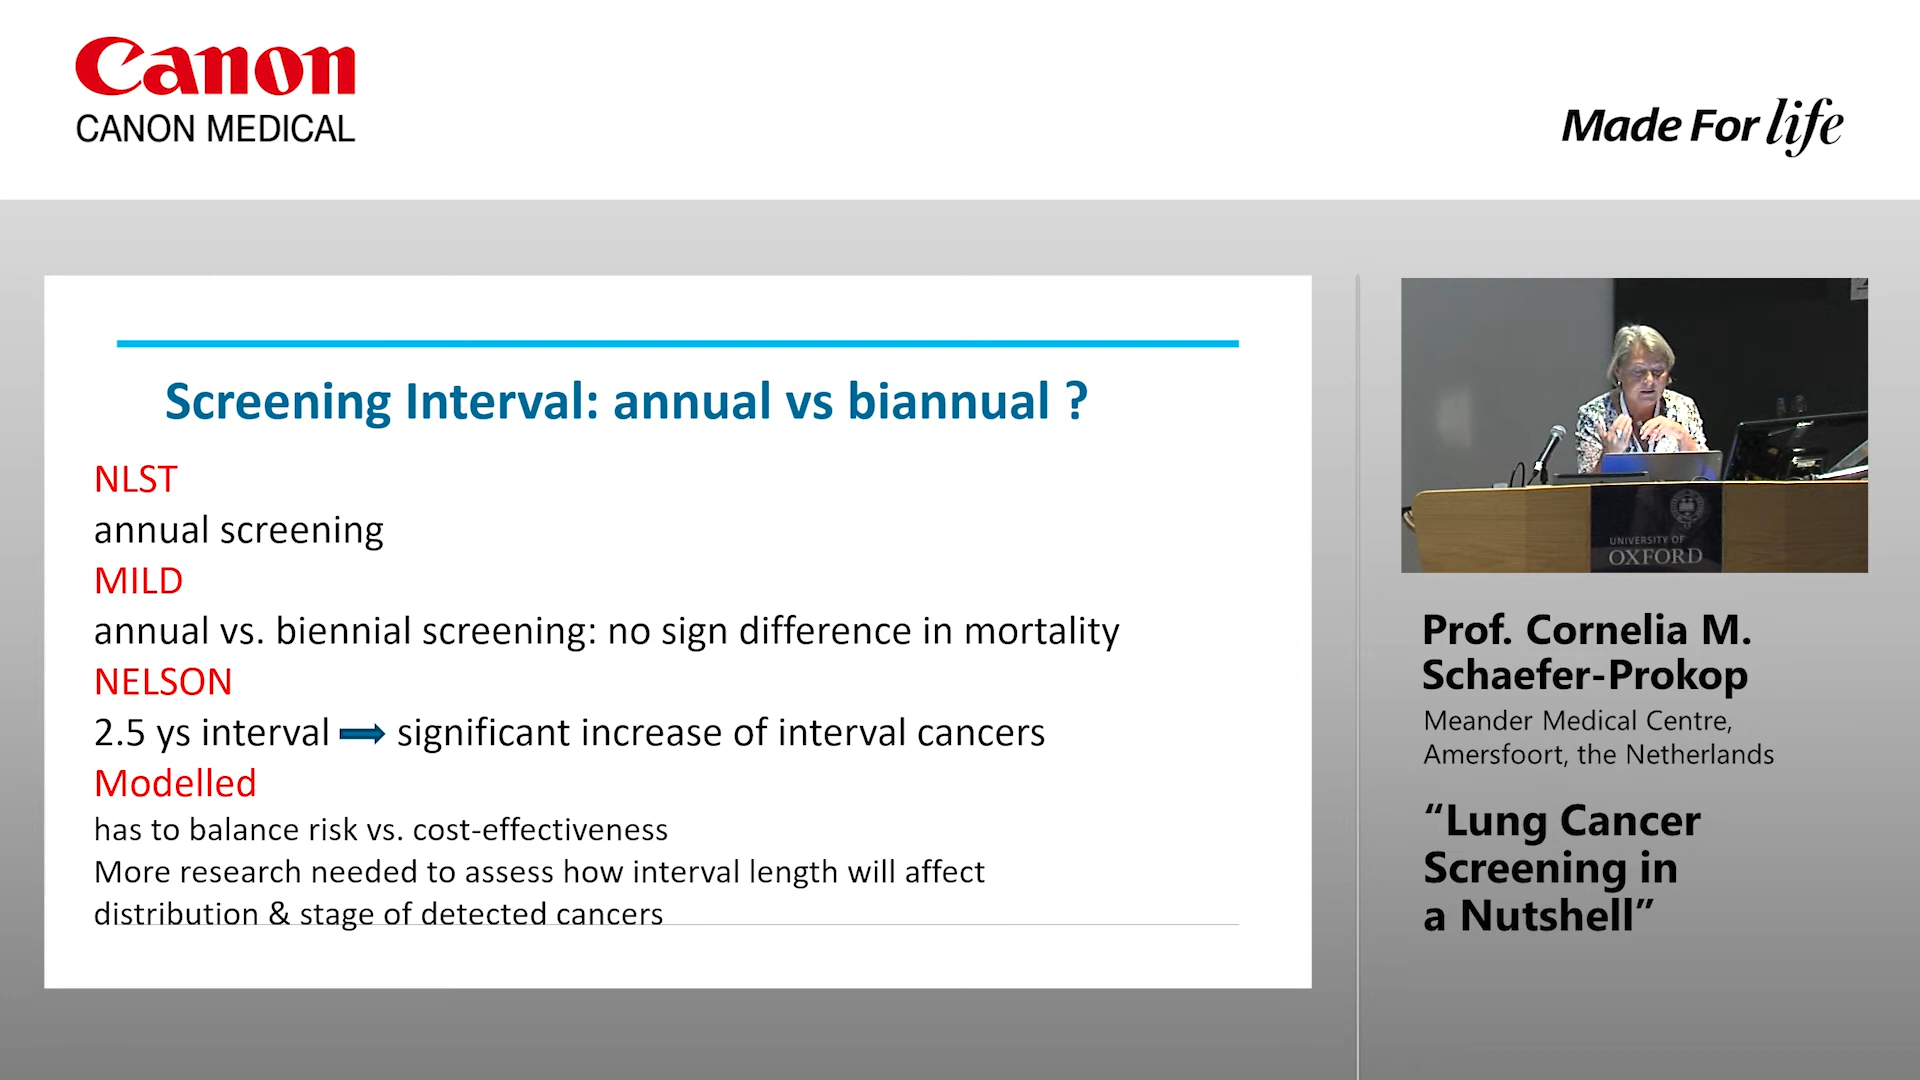 Canon
CANON MEDICAL
Made For life
Screening Interval: annual vs biannual ?
NLST
annual screening
MILD
annual vs. biennial screening: no sign difference in mortality
NELSON
2.5 ys interval significant increase of interval cancers
Modelled
has to balance risk vs. cost-effectiveness
More research needed to assess how interval length will affect
distribution & stage of detected cancers
UNIVERSITY OF
OXFORD
Prof. Cornelia M.
Schaefer-Prokop
Meander Medical Centre,
Amersfoort, the Netherlands
“Lung Cancer
Screening in
a Nutshell”